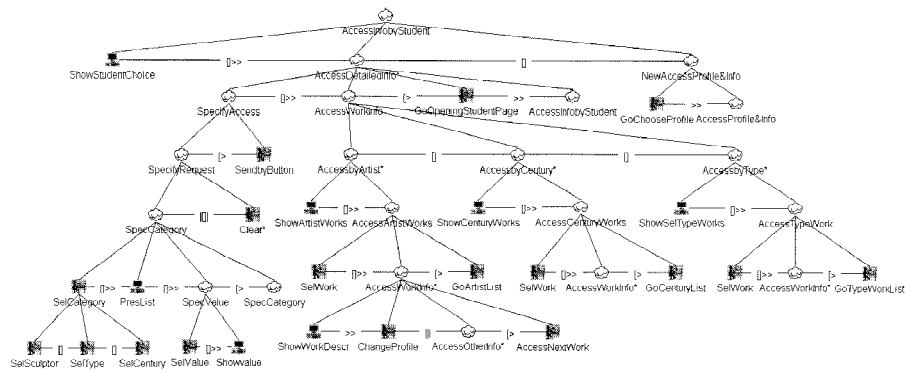 AccessInfobyStudent
ShowStudentChoice []>> AccessDetailedInfo* [] NewAccessProfile&Info
SpecifyAccess []>> AccessWorkInfo [> GoOpeningStudentPage >> AccessInfobyStudent GoChooseProfile >> AccessProfile&Info
SpecifyRequest [> SendbyButton AccessbyArtist* [] AccessbyCentury* [] AccessbyType*
SpecCategory |[]| Clear* ShowArtistWorks []>> AccessArtistWorks ShowCenturyWorks []>> AccessCenturyWorks ShowSelTypeWorks []>> AccessTypeWork
SelCategory []>> PresList []>> SpecValue [> SpecCategory SelWork []>> AccessWorkInfo* [> GoArtistList SelWork []>> AccessWorkInfo* [> GoCenturyList SelWork []>> AccessWorkInfo* [> GoTypeWorkList
SelSculptor [] SelType [] SelCentury SelValue []>> Showvalue ShowWorkDescr >> ChangeProfile ||| AccessOtherInfo* [> AccessNextWork